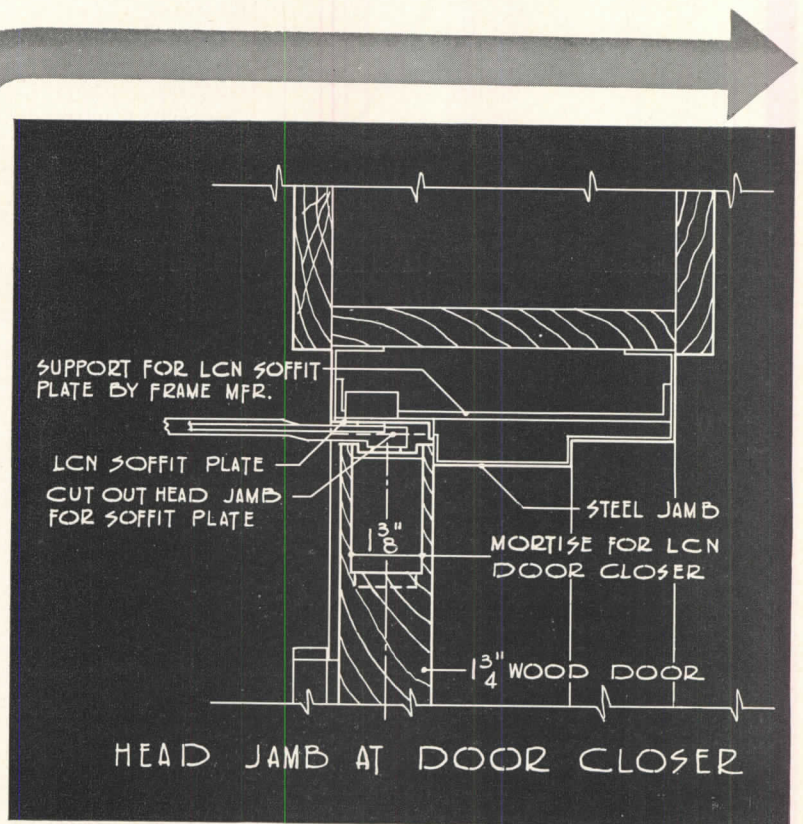 SUPPORT FOR LCN SOFFIT
PLATE BY FRAME MFR.
LCN SOFFIT PLATE
CUT OUT HEAD JAMB
FOR SOFFIT PLATE
STEEL JAMB
1 3/8"
MORTISE FOR LCN
DOOR CLOSER
1 3/4" WOOD DOOR
HEAD JAMB AT DOOR CLOSER